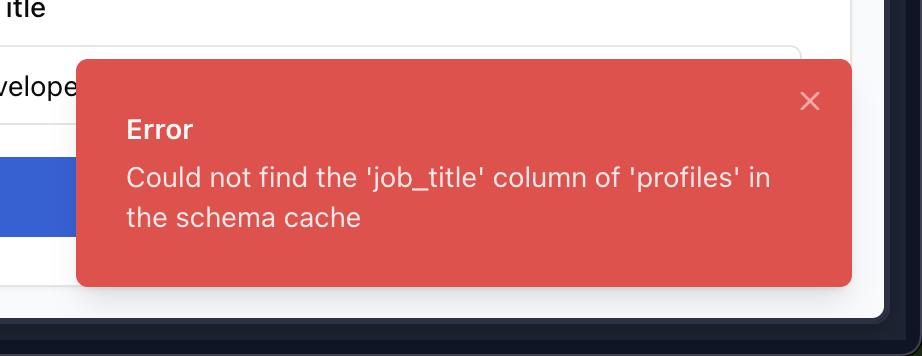 itle
velope
Error
Could not find the 'job_title' column of 'profiles' in
the schema cache